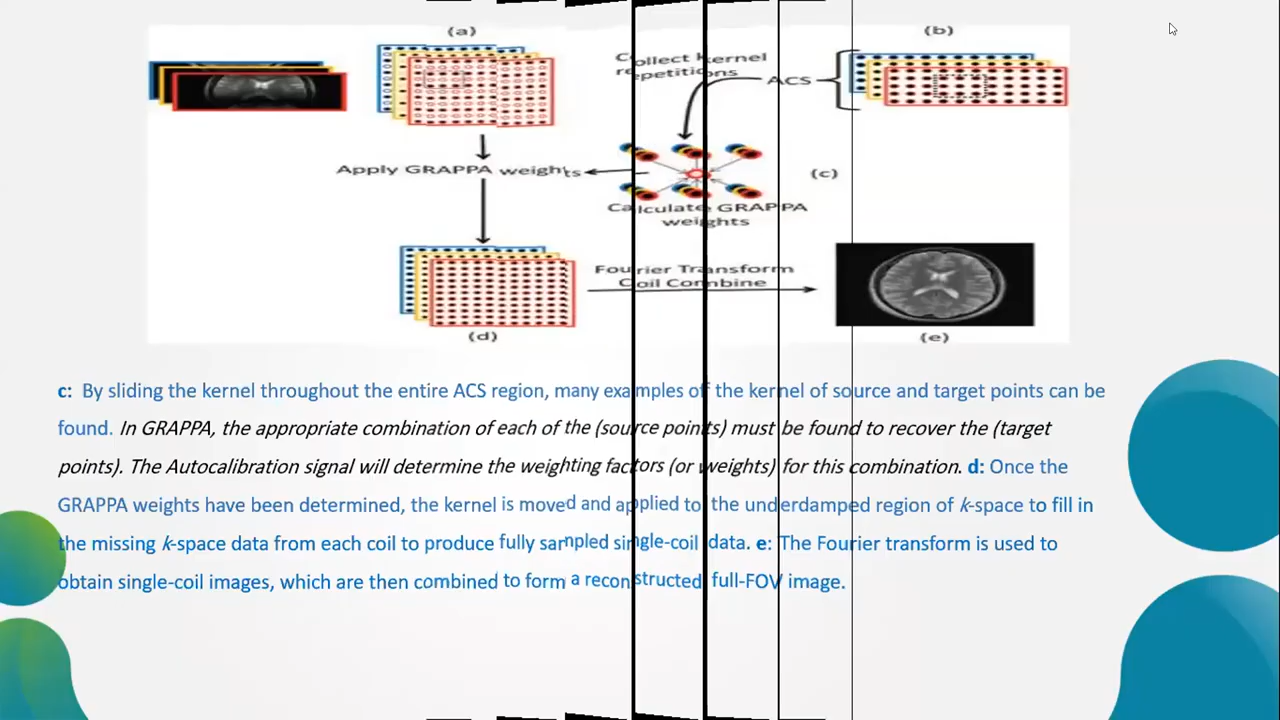 (a)
(b)
Collect Kernel
repetitions
ACS
Apply GRAPPA weights
(c)
Calculate GRAPPA
weights
Fourier Transform
Coil Combine
(d)
(e)
c: By sliding the kernel throughout the entire ACS region, many examples of the kernel of source and target points can be
found. In GRAPPA, the appropriate combination of each of the (source points) must be found to recover the (target
points). The Autocalibration signal will determine the weighting factors (or weights) for this combination. d: Once the
GRAPPA weights have been determined, the kernel is moved and applied to the underdamped region of k-space to fill in
the missing k-space data from each coil to produce fully sampled single-coil data. e: The Fourier transform is used to
obtain single-coil images, which are then combined to form a reconstructed full-FOV image.